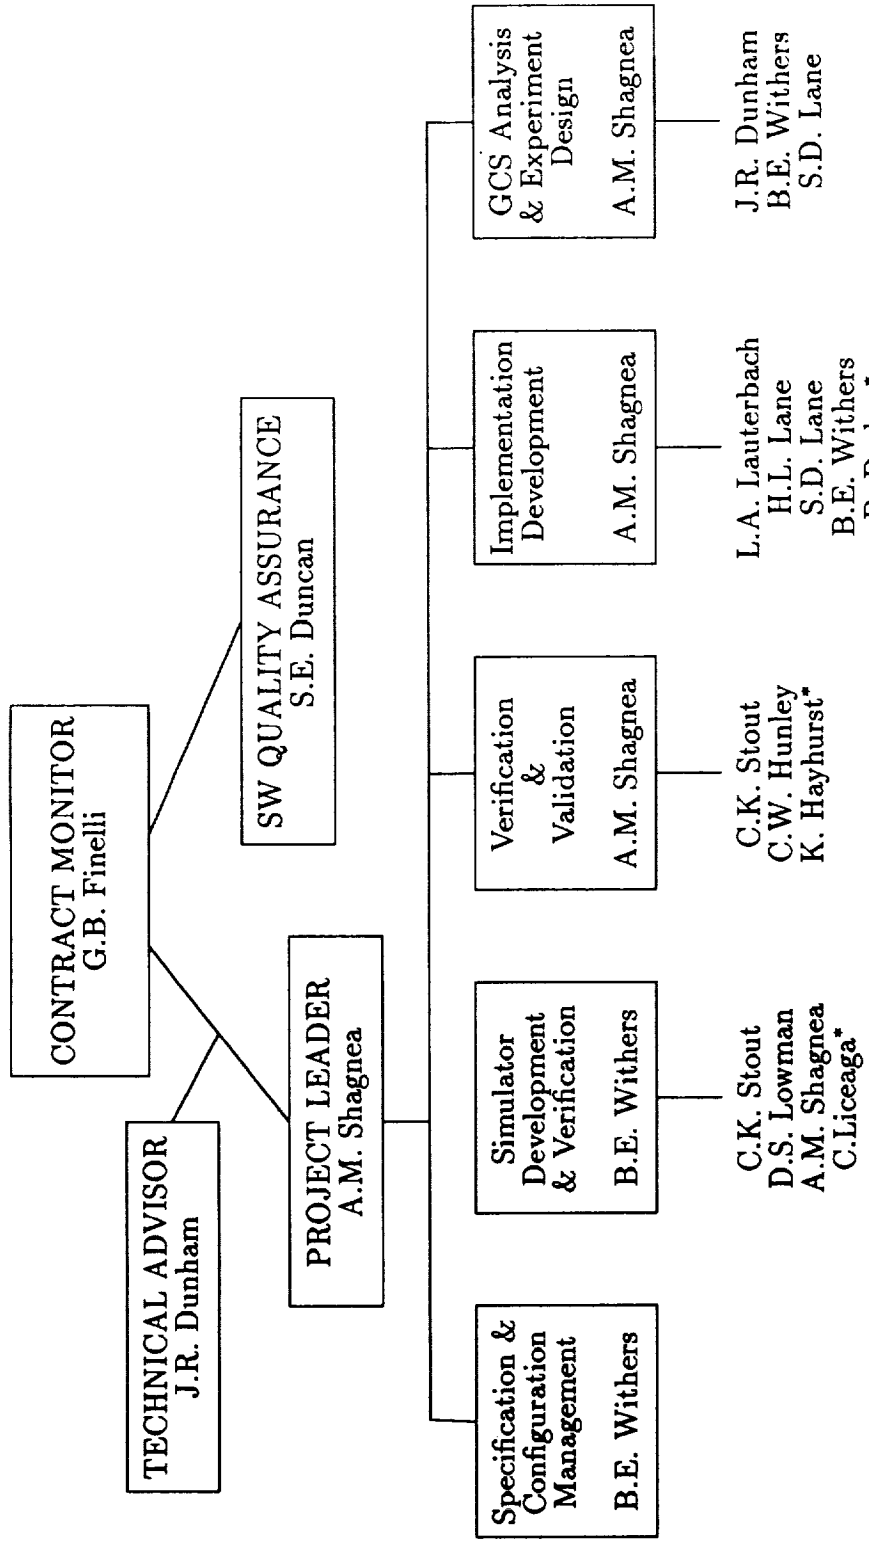 CONTRACT MONITOR
G.B. Finelli
TECHNICAL ADVISOR
J.R. Dunham
SW QUALITY ASSURANCE
S.E. Duncan
PROJECT LEADER
A.M. Shagnea
Specification &
Configuration
Management
B.E. Withers
Simulator
Development
& Verification
B.E. Withers
C.K. Stout
D.S. Lowman
A.M. Shagnea
C.Liceaga*
Verification
&
Validation
A.M. Shagnea
C.K. Stout
C.W. Hunley
K. Hayhurst*
Implementation
Development
A.M. Shagnea
L.A. Lauterbach
H.L. Lane
S.D. Lane
B.E. Withers
GCS Analysis
& Experiment
Design
A.M. Shagnea
J.R. Dunham
B.E. Withers
S.D. Lane